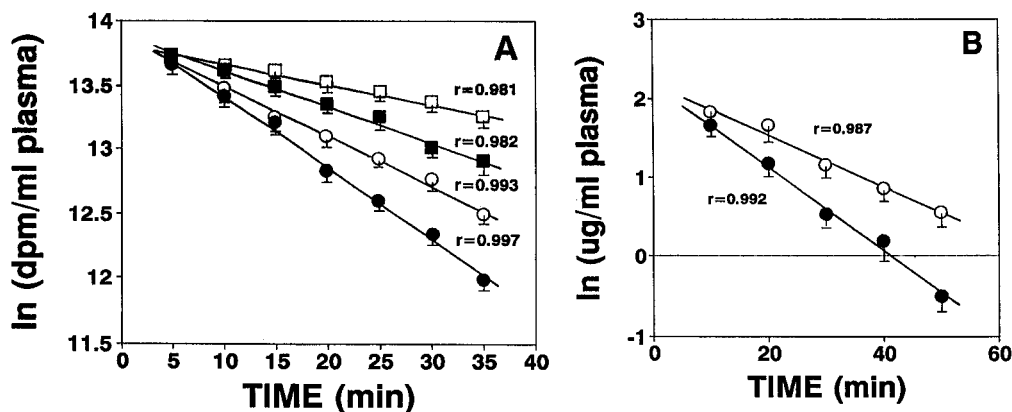 A
ln (dpm/ml plasma)
14
13.5
13
12.5
12
11.5
r=0.981
r=0.982
r=0.993
r=0.997
0 5 10 15 20 25 30 35 40
TIME (min)
B
ln (ug/ml plasma)
3
2
1
0
-1
r=0.987
r=0.992
0 20 40 60
TIME (min)